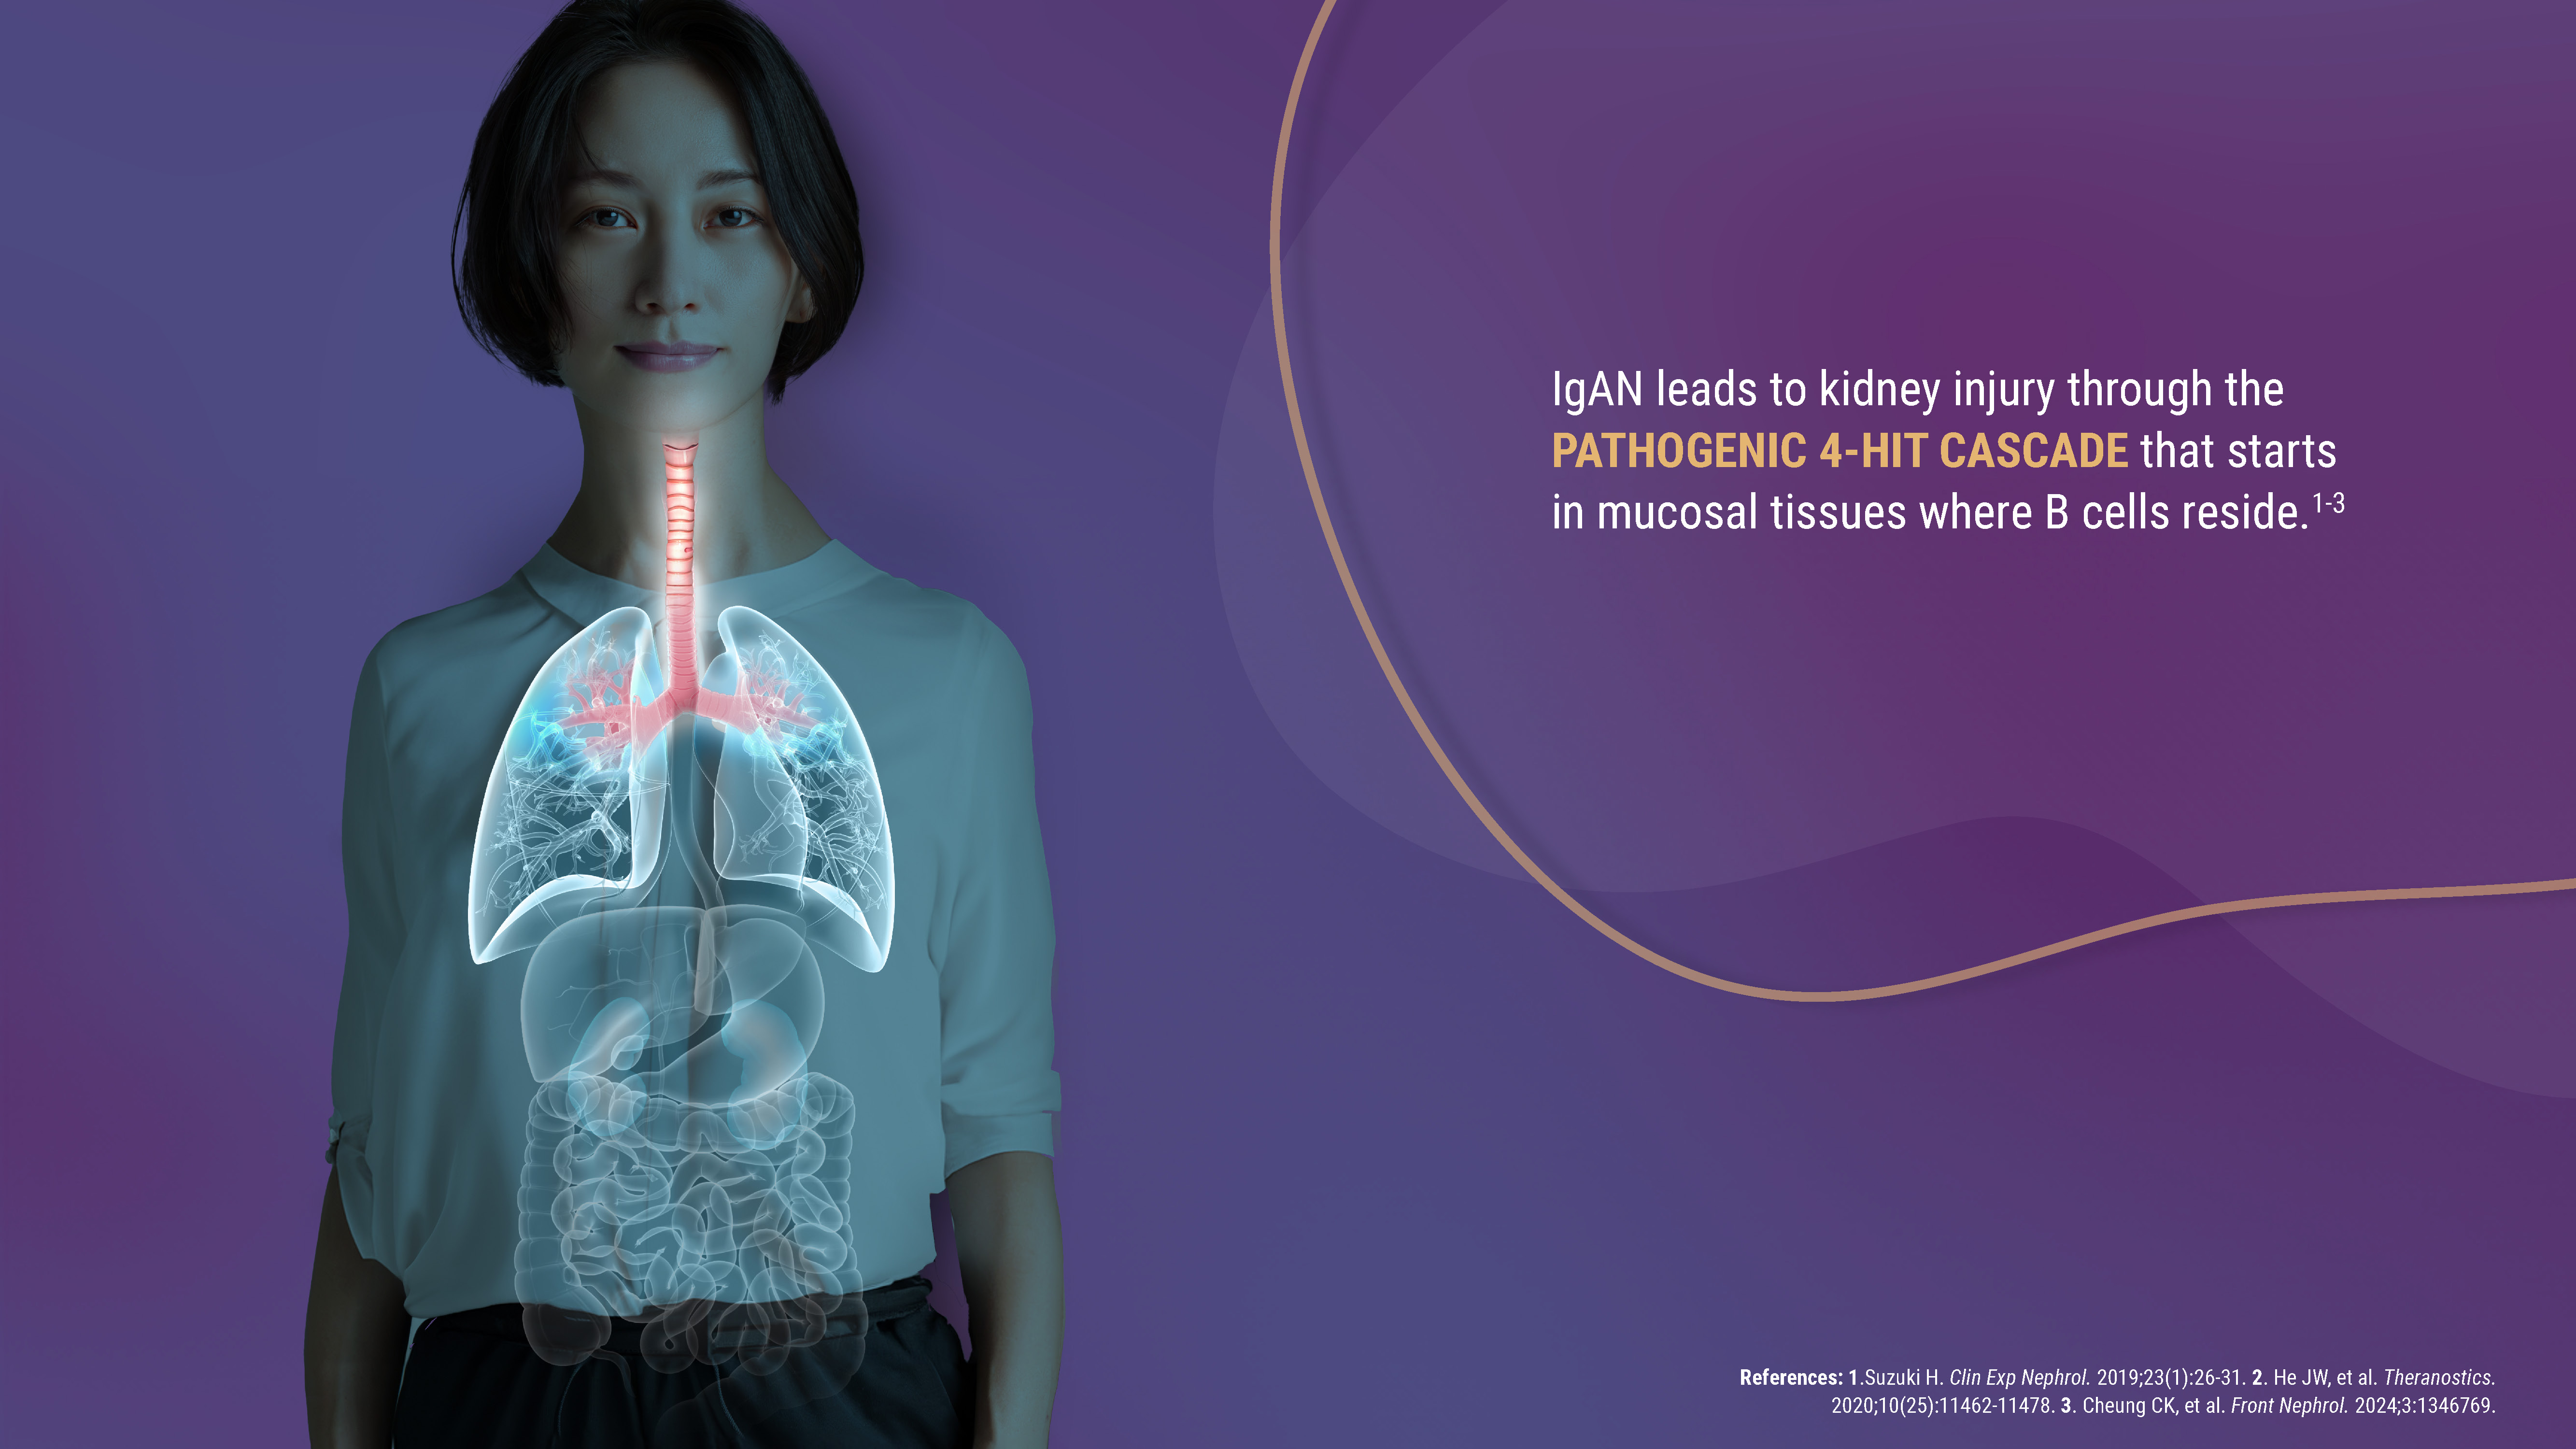 IgAN leads to kidney injury through the
PATHOGENIC 4-HIT CASCADE that starts
in mucosal tissues where B cells reside.1-3
References: 1.Suzuki H. Clin Exp Nephrol. 2019;23(1):26-31. 2. He JW, et al. Theranostics.
2020;10(25):11462-11478. 3. Cheung CK, et al. Front Nephrol. 2024;3:1346769.